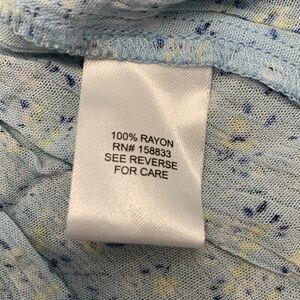 100% RAYON
RN# 158833
SEE REVERSE
FOR CARE